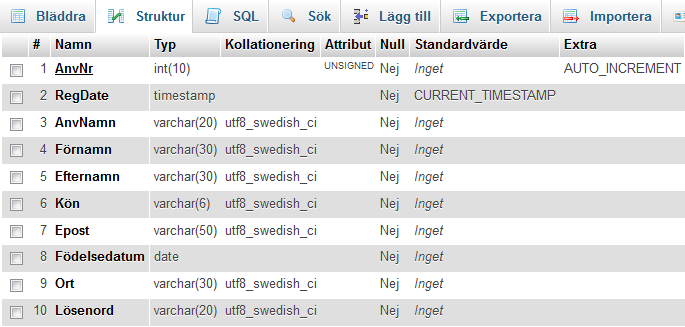 Bläddra Struktur SQL Sök Lägg till Exportera Importera
# Namn Typ Kollationering Attribut Null Standardvärde Extra
1 AnvNr int(10) UNSIGNED Nej Inget AUTO_INCREMENT
2 RegDate timestamp Nej CURRENT_TIMESTAMP
3 AnvNamn varchar(20) utf8_swedish_ci Nej Inget
4 Förnamn varchar(30) utf8_swedish_ci Nej Inget
5 Efternamn varchar(30) utf8_swedish_ci Nej Inget
6 Kön varchar(6) utf8_swedish_ci Nej Inget
7 Epost varchar(50) utf8_swedish_ci Nej Inget
8 Födelsedatum date Nej Inget
9 Ort varchar(30) utf8_swedish_ci Nej Inget
10 Lösenord varchar(20) utf8_swedish_ci Nej Inget